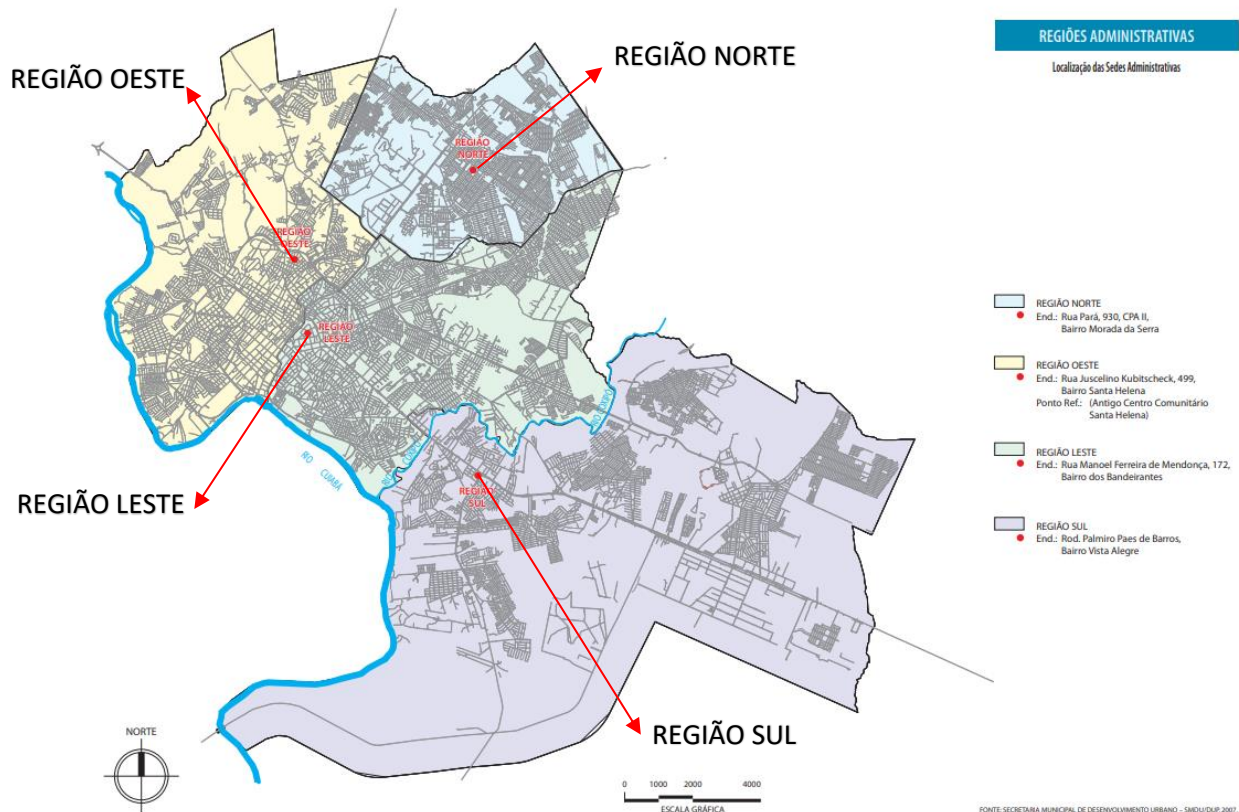 REGIÕES ADMINISTRATIVAS
Localização das Sedes Administrativas
REGIÃO OESTE
REGIÃO NORTE
REGIÃO
NORTE
REGIÃO
OESTE
REGIÃO
LESTE
REGIÃO LESTE
RIO COXIPÓ
RIO COXIPÓ
RIO CUIABÁ
REGIÃO
SUL
REGIÃO SUL
REGIÃO NORTE
End.: Rua Pará, 930, CPA II,
Bairro Morada da Serra
REGIÃO OESTE
End.: Rua Juscelino Kubitscheck, 499,
Bairro Santa Helena
Ponto Ref.: (Antigo Centro Comunitário
Santa Helena)
REGIÃO LESTE
End.: Rua Manoel Ferreira de Mendonça, 172,
Bairro dos Bandeirantes
REGIÃO SUL
End.: Rod. Palmiro Paes de Barros,
Bairro Vista Alegre
NORTE
0 1000 2000 4000
ESCALA GRÁFICA
FONTE: SECRETARIA MUNICIPAL DE DESENVOLVIMENTO URBANO – SMDU/DUP. 2007.